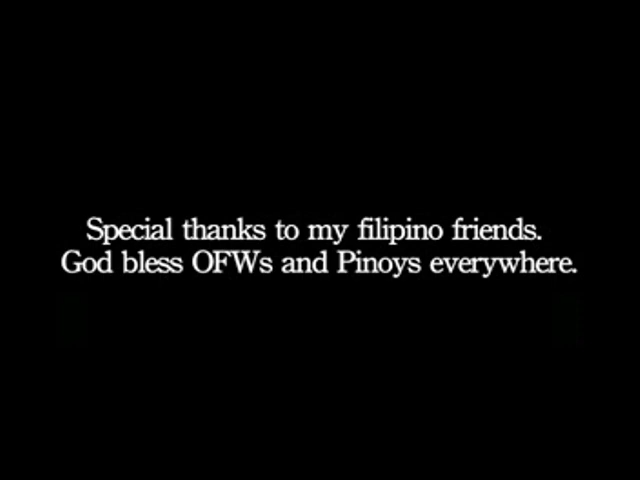 Special thanks to my filipino friends.
God bless OFWs and Pinoys everywhere.